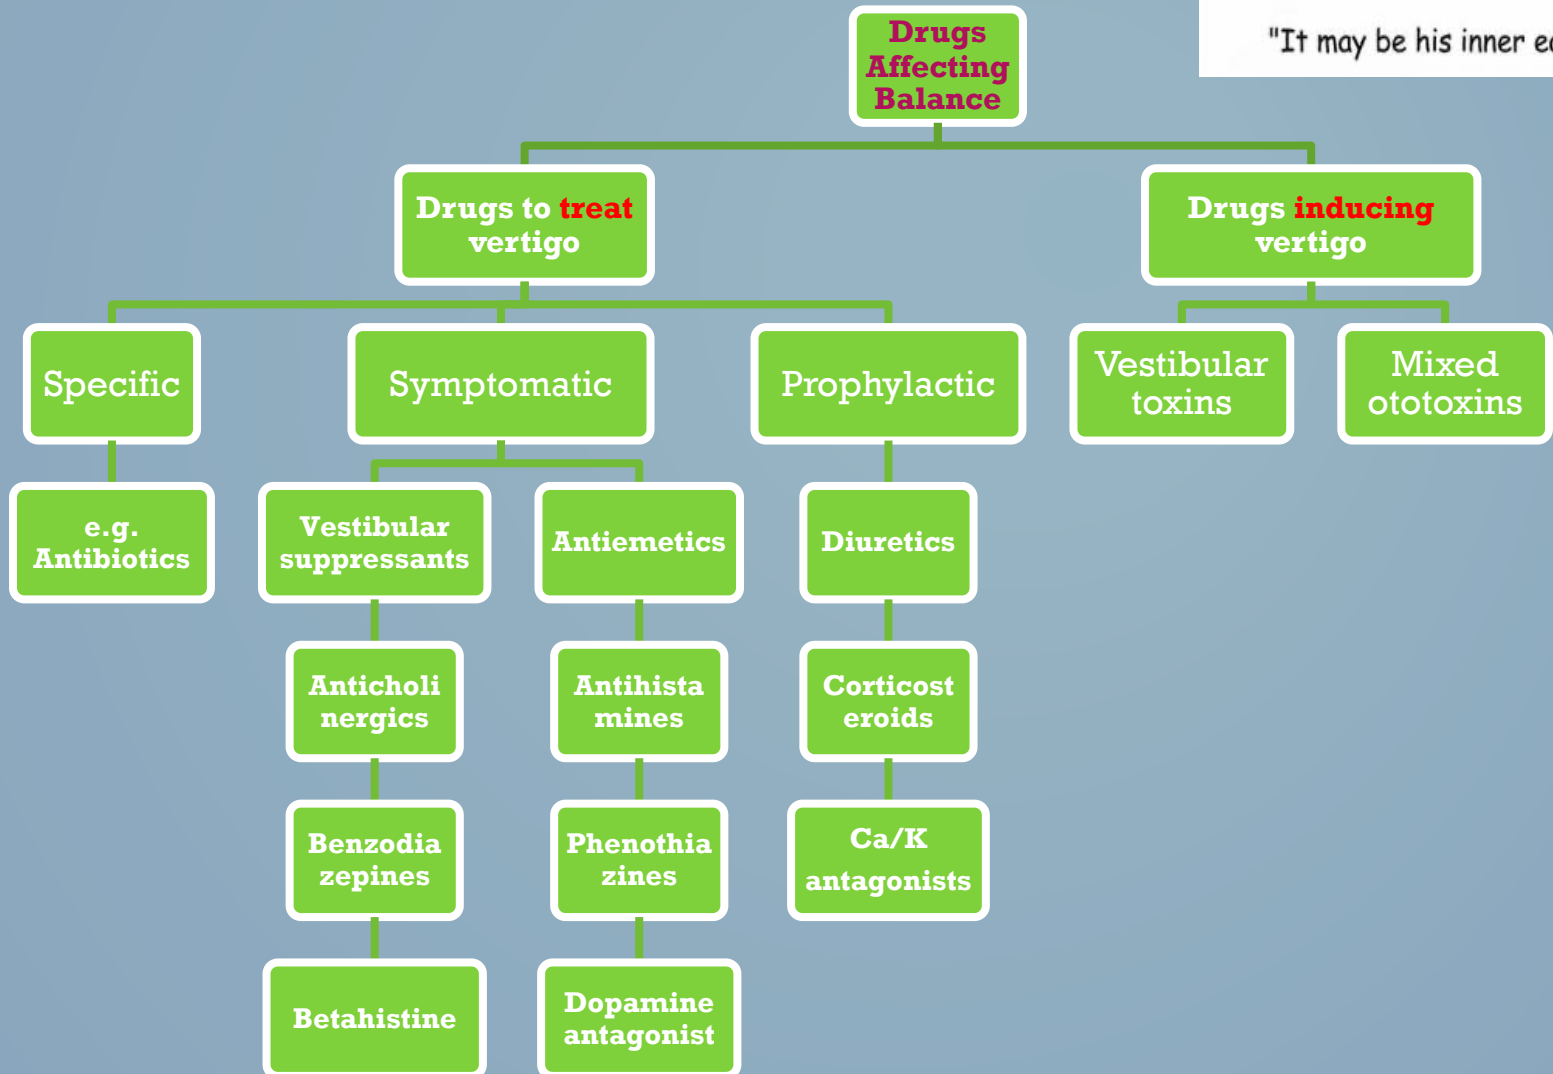 "It may be his inner
Drugs
Affecting
Balance
Drugs to treat
vertigo
Drugs inducing
vertigo
Specific
Symptomatic
Prophylactic
Vestibular
toxins
Mixed
ototoxins
e.g.
Antibiotics
Vestibular
suppressants
Antiemetics
Diuretics
Anticholi
nergics
Antihista
mines
Corticost
eroids
Benzodia
zepines
Phenothia
zines
Ca/K
antagonists
Betahistine
Dopamine
antagonist